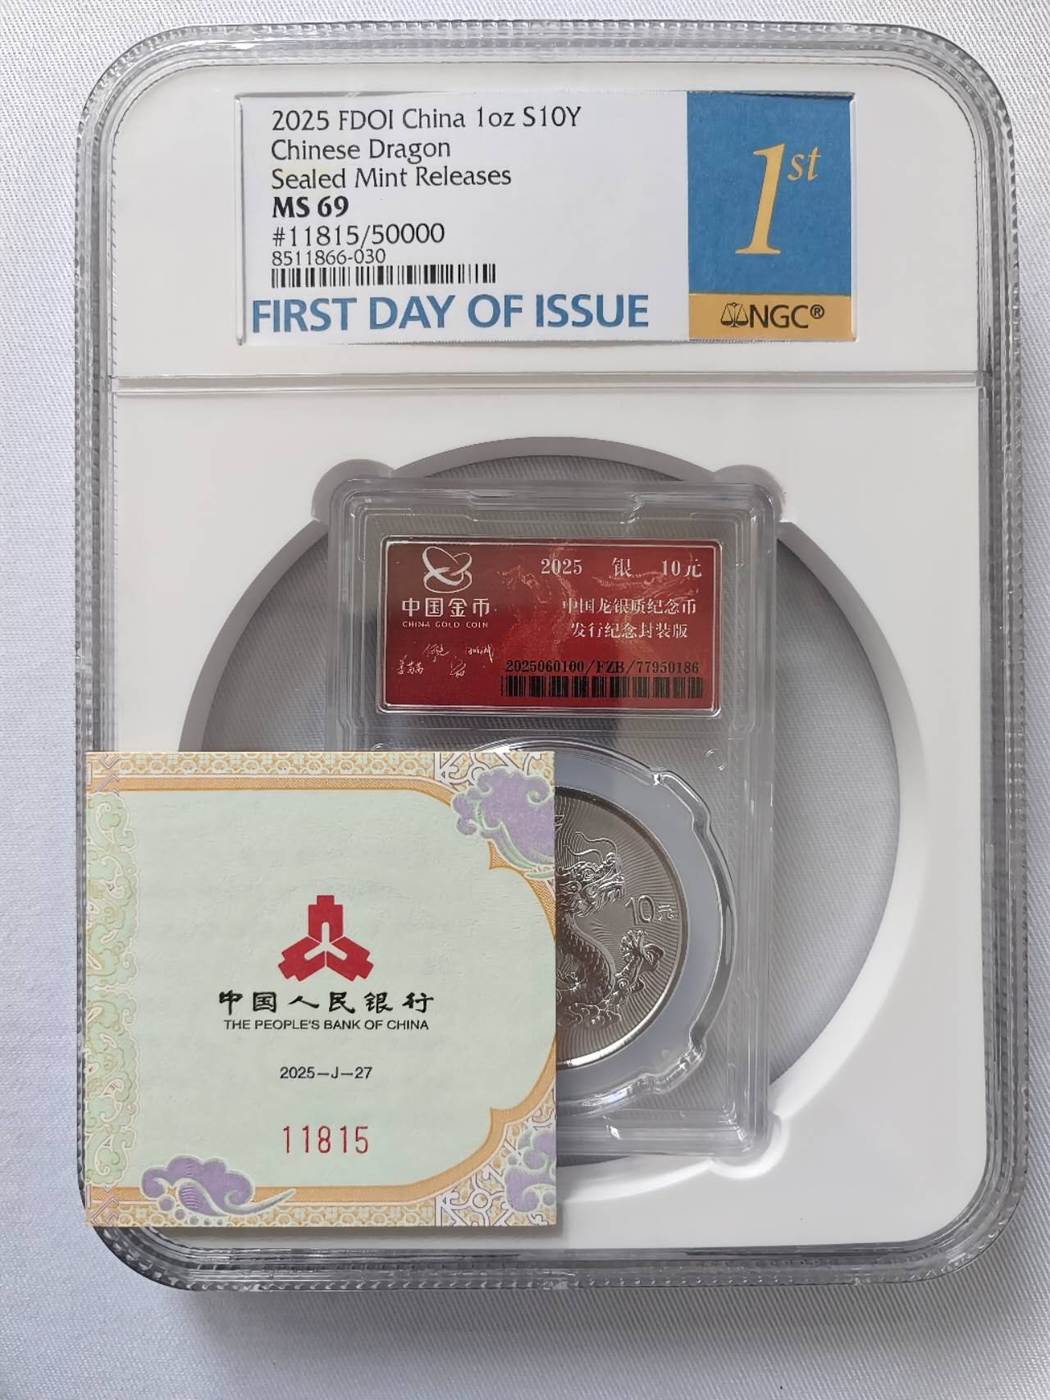 2025 FDOI China 1oz S10Y
Chinese Dragon
Sealed Mint Releases
MS 69
#11815/50000
8511866-030
FIRST DAY OF ISSUE
1st
NGC®
中国金币
CHINA GOLD COIN
2025 银 10元
中国龙银质纪念币
发行纪念封装版
2025060100/FZB/77950186
10元
中国人民银行
THE PEOPLE'S BANK OF CHINA
2025—J—27
11815